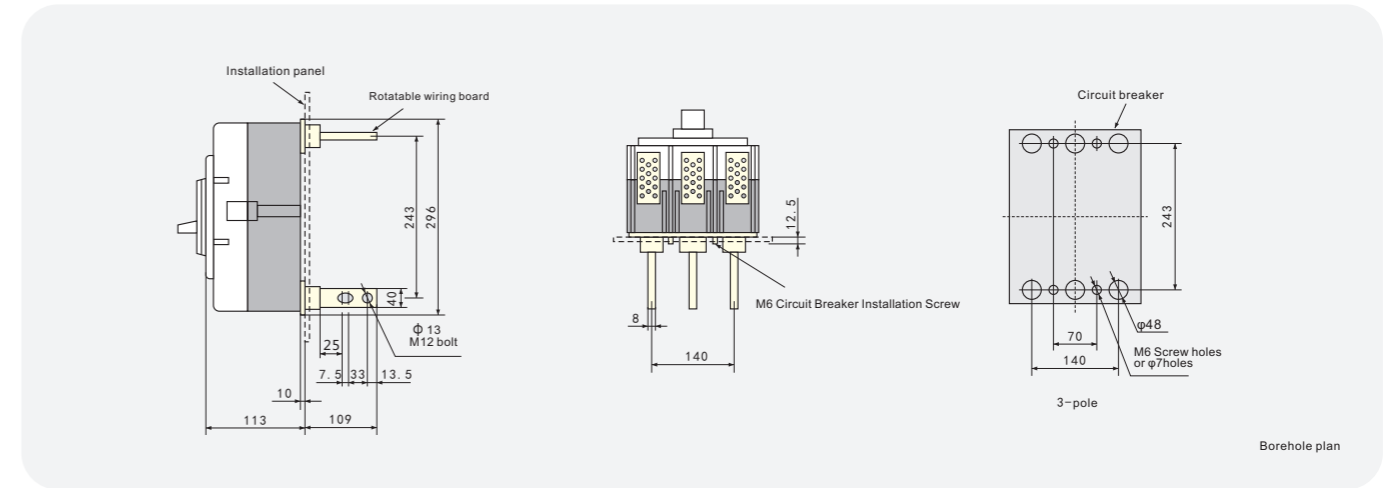 Installation panel
Rotatable wiring board
243
296
40
Φ 13
M12 bolt
25
7.5 33 13.5
10
113 109
12.5
M6 Circuit Breaker Installation Screw
8
140
Circuit breaker
243
φ48
70
M6 Screw holes
or φ7holes
140
3-pole
Borehole plan